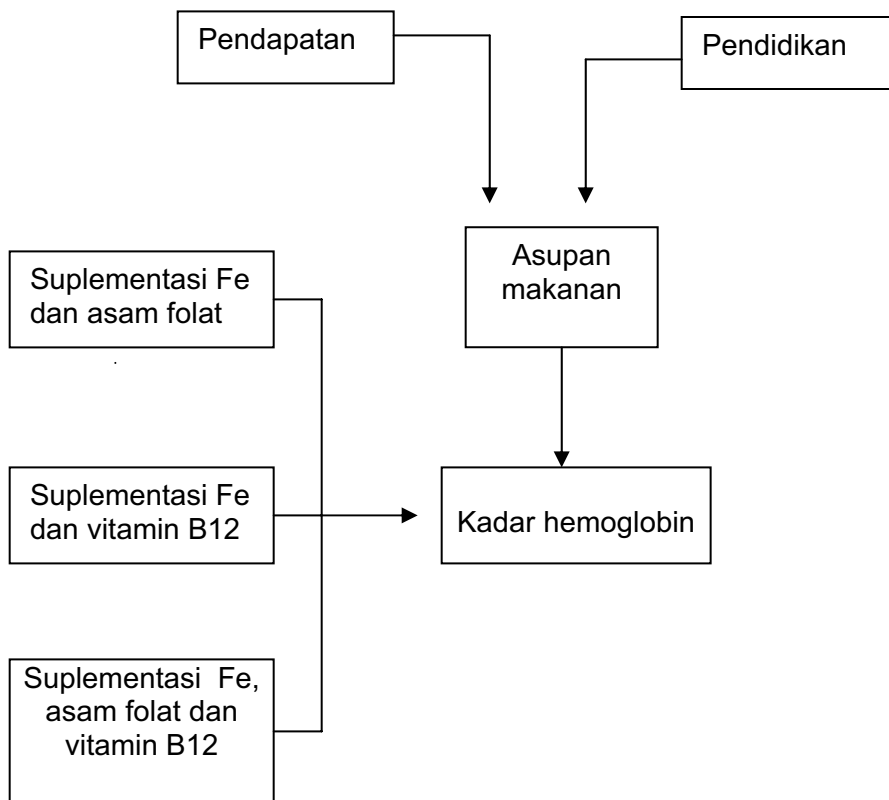 Pendapatan
Pendidikan
Asupan
makanan
Suplementasi Fe
dan asam folat
.
Suplementasi Fe
dan vitamin B12
Kadar hemoglobin
Suplementasi Fe,
asam folat dan
vitamin B12